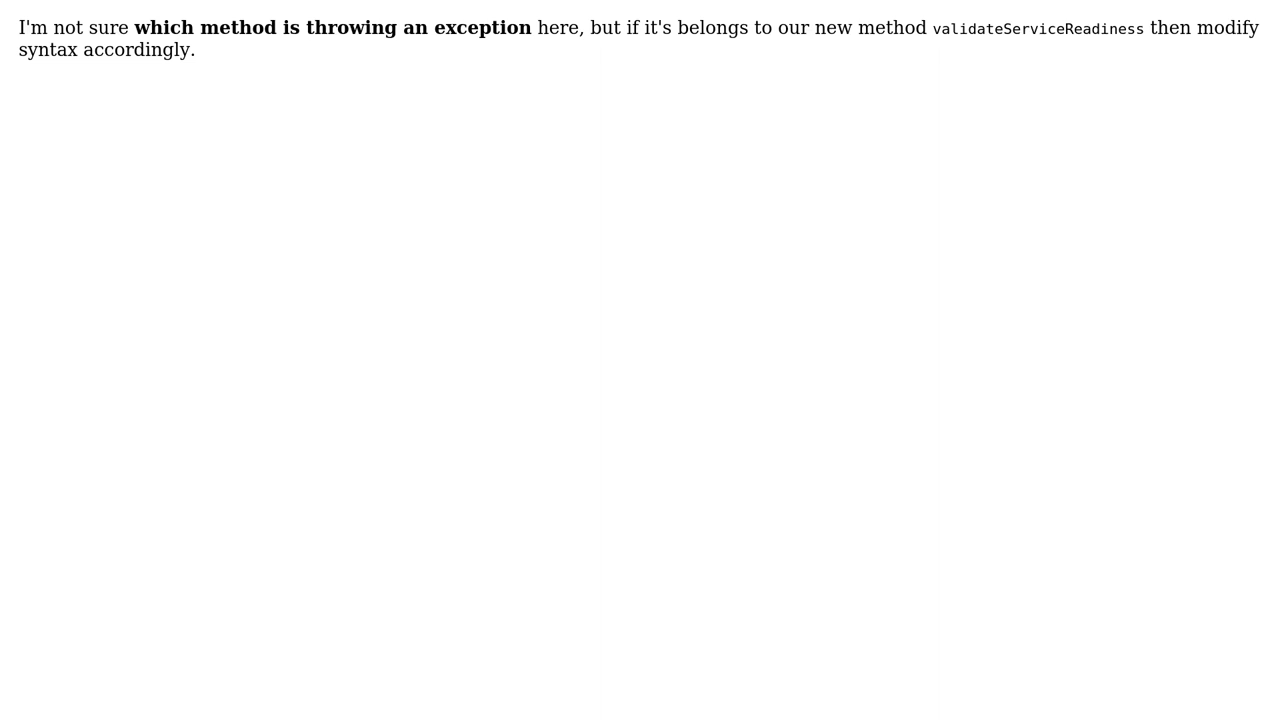 I'm not sure which method is throwing an exception here, but if it's belongs to our new method validateServiceReadiness then modify
syntax accordingly.